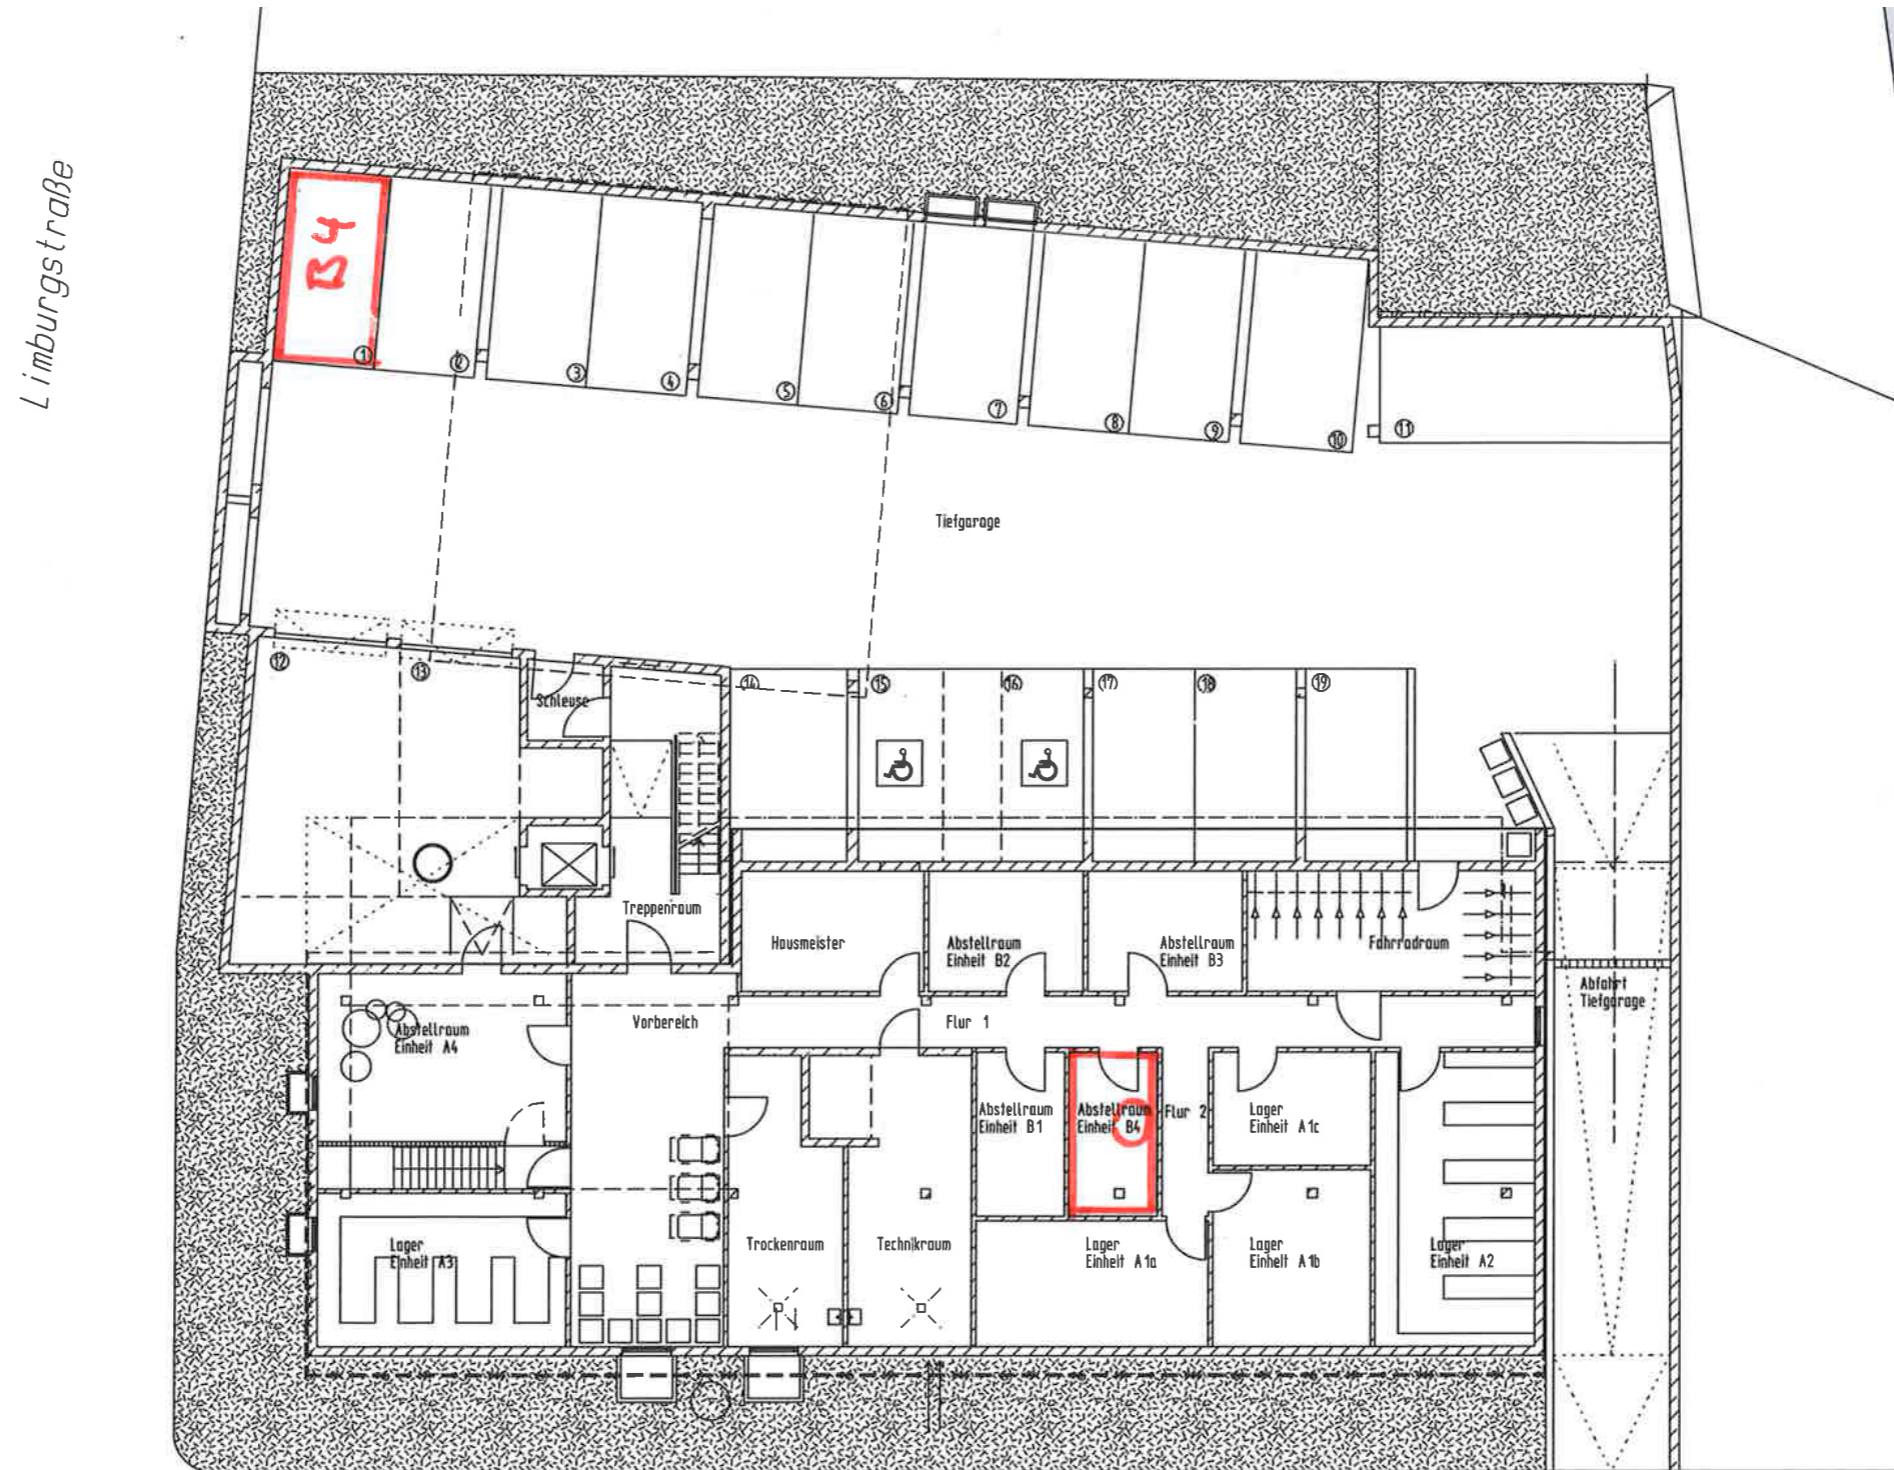 Limburgstraße
B4
①
②
③
④
⑤
⑥
⑦
⑧
⑨
⑩
⑪
Tiefgarage
⑫
⑬
Schleuse
⑭
⑮
⑯
⑰
⑱
⑲
Treppenraum
Hausmeister
Abstellraum
Einheit B2
Abstellraum
Einheit B3
Fahrradraum
Abfahrt
Tiefgarage
Abstellraum
Einheit A4
Vorbereich
Flur 1
Abstellraum
Einheit B1
Abstellraum
Einheit B4
Flur 2
Lager
Einheit A1c
Lager
Einheit A3
Trockenraum
Technikraum
Lager
Einheit A1a
Lager
Einheit A1b
Lager
Einheit A2